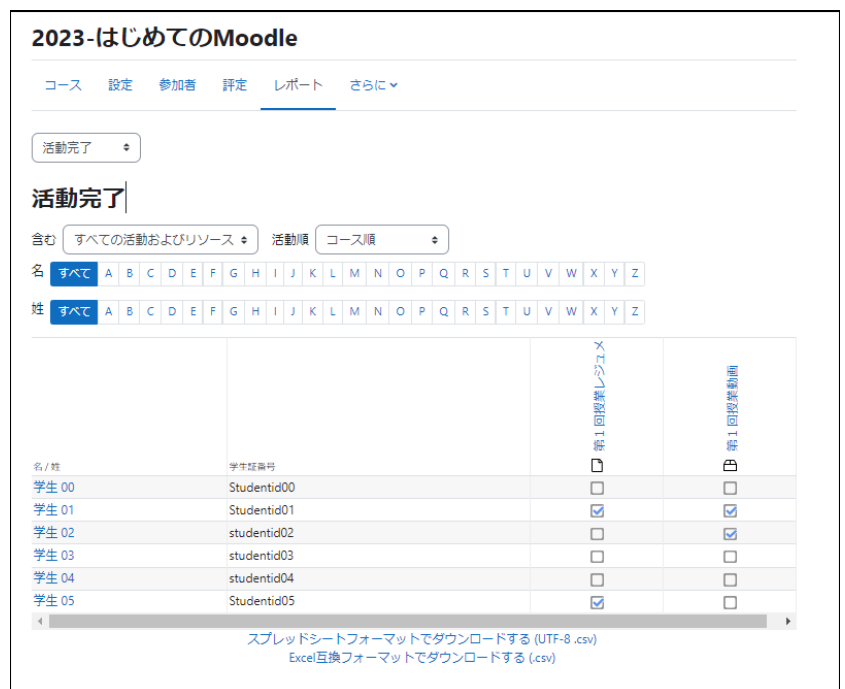 2023-はじめてのMoodle
コース 設定 参加者 評定 レポート さらに
活動完了
活動完了
含む すべての活動およびリソース 活動順 コース順
名 すべて A B C D E F G H I J K L M N O P Q R S T U V W X Y Z
姓 すべて A B C D E F G H I J K L M N O P Q R S T U V W X Y Z
第1回授業レジュメ
第1回授業動画
名 / 姓 学生証番号
学生 00 Studentid00
学生 01 Studentid01
学生 02 studentid02
学生 03 studentid03
学生 04 studentid04
学生 05 Studentid05
スプレッドシートフォーマットでダウンロードする (UTF-8 .csv)
Excel互換フォーマットでダウンロードする (.csv)